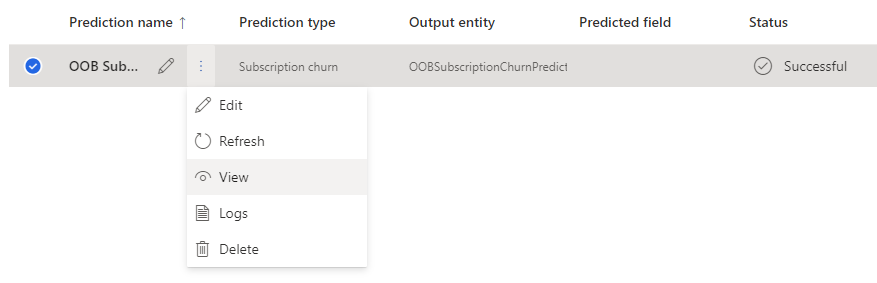 Prediction name ↑ Prediction type Output entity Predicted field Status
OOB Sub... Subscription churn OOBSubscriptionChurnPredict Successful
Edit
Refresh
View
Logs
Delete